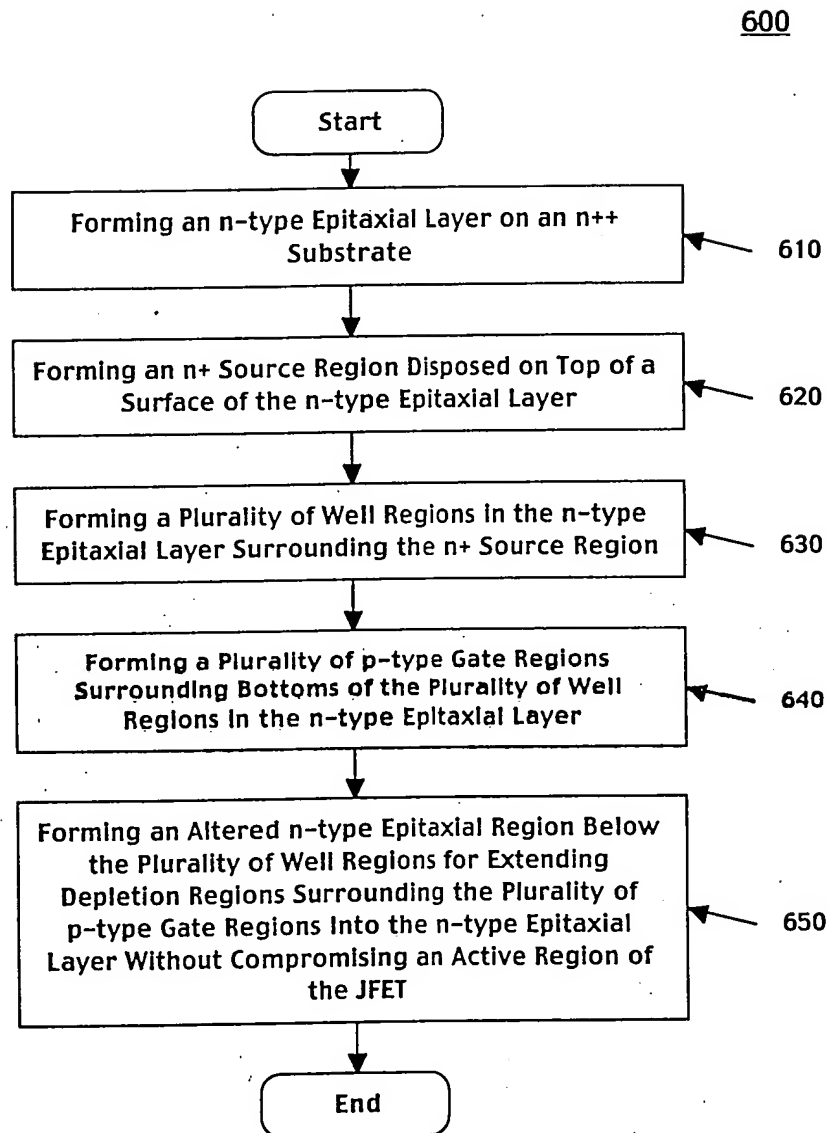 600
Start
Forming an n-type Epitaxial Layer on an n++
Substrate
610
Forming an n+ Source Region Disposed on Top of a
Surface of the n-type Epitaxial Layer
620
Forming a Plurality of Well Regions in the n-type
Epitaxial Layer Surrounding the n+ Source Region
630
Forming a Plurality of p-type Gate Regions
Surrounding Bottoms of the Plurality of Well
Regions in the n-type Epitaxial Layer
640
Forming an Altered n-type Epitaxial Region Below
the Plurality of Well Regions for Extending
Depletion Regions Surrounding the Plurality of
p-type Gate Regions Into the n-type Epitaxial
Layer Without Compromising an Active Region of
the JFET
650
End